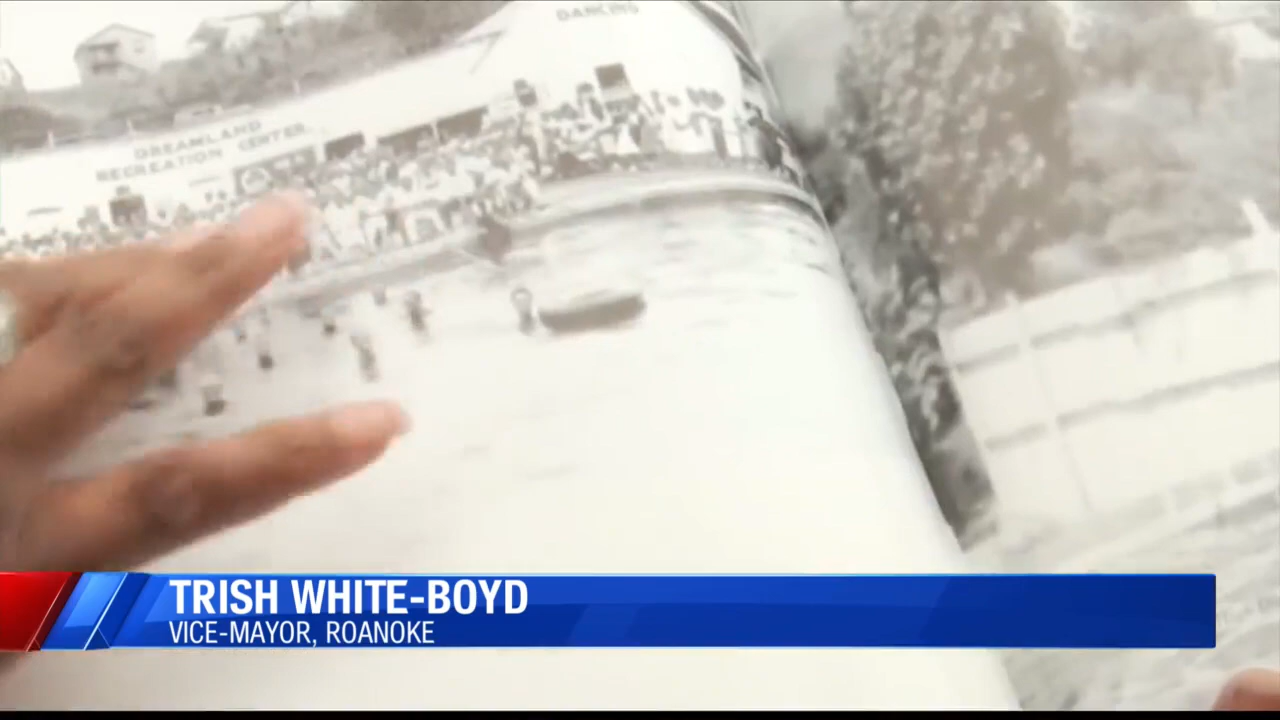 DANCING
DREAMLAND
RECREATION CENTER
TRISH WHITE-BOYD
VICE-MAYOR, ROANOKE